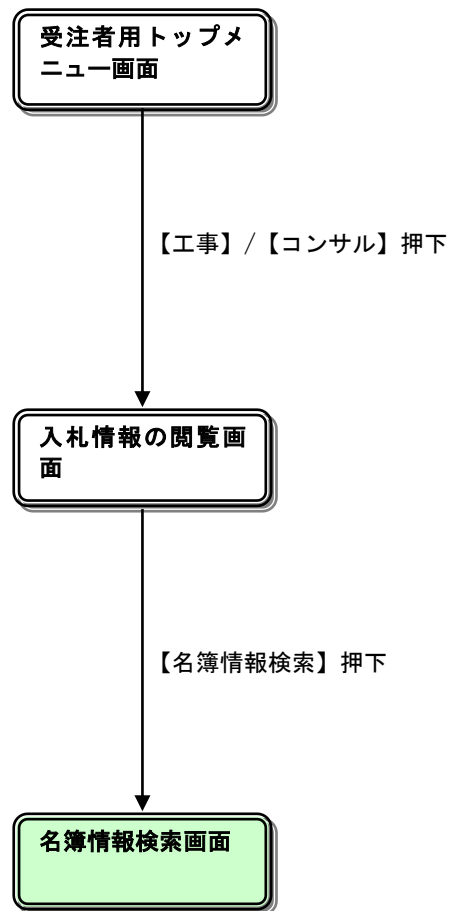 受注者用トップメ
ニュー画面
【工事】/【コンサル】押下
入札情報の閲覧画
面
【名簿情報検索】押下
名簿情報検索画面